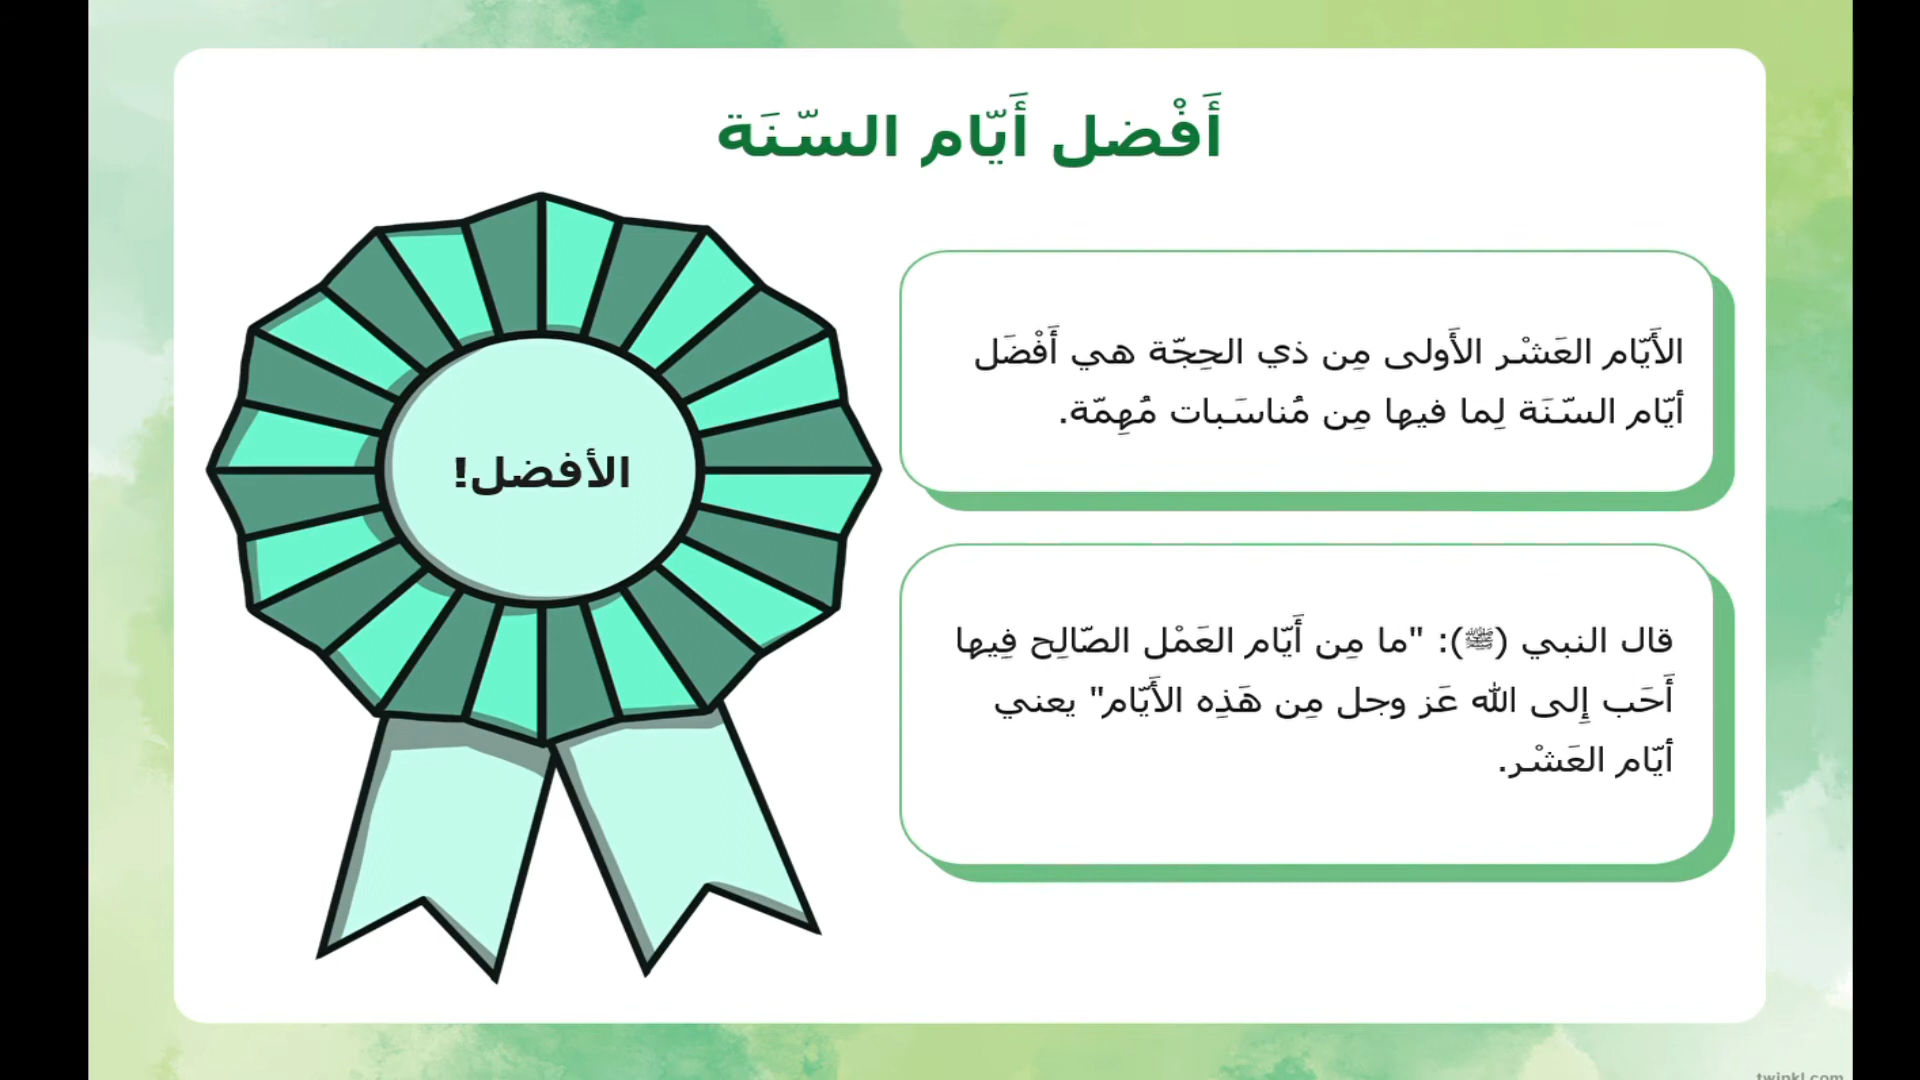 أَفْضل أَيّام السّنَة
الأَيّام العَشْر الأَولى مِن ذي الحِجّة هي أَفْضَل
أيّام السّنَة لِما فيها مِن مُناسَبات مُهِمّة.
الأفضل!
قال النبي (ﷺ): "ما مِن أَيّام العَمْل الصّالِح فِيها
أَحَب إِلى الله عَز وجل مِن هَذِه الأَيّام" يعني
أيّام العَشْر.
twinkl.com